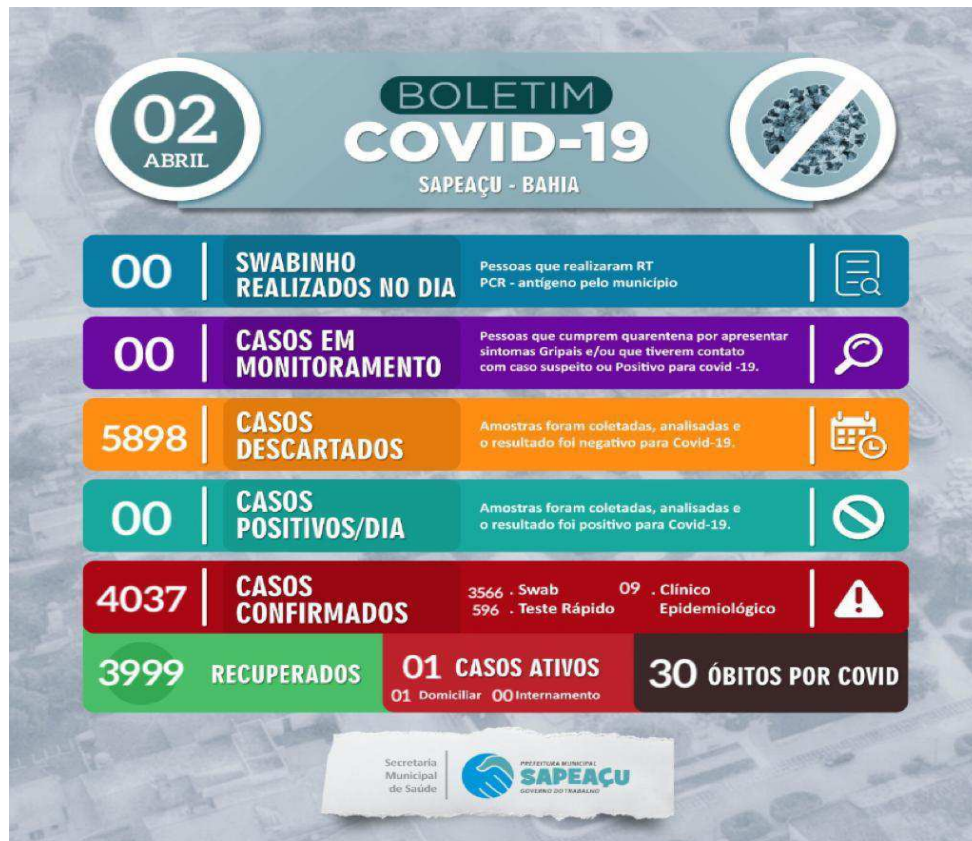 02
ABRIL
BOLETIM
COVID-19
SAPEAÇU - BAHIA
00
SWABINHO
REALIZADOS NO DIA
Pessoas que realizaram RT
PCR - antígeno pelo município
00
CASOS EM
MONITORAMENTO
Pessoas que cumprem quarentena por apresentar
sintomas Gripais e/ou que tiverem contato
com caso suspeito ou Positivo para covid -19.
5898
CASOS
DESCARTADOS
Amostras foram coletadas, analisadas e
o resultado foi negativo para Covid-19.
00
CASOS
POSITIVOS/DIA
Amostras foram coletadas, analisadas e
o resultado foi positivo para Covid-19.
4037
CASOS
CONFIRMADOS
3566 . Swab
596 . Teste Rápido
09 . Clínico
Epidemiológico
3999 RECUPERADOS
01 CASOS ATIVOS
01 Domiciliar 00 Internamento
30 ÓBITOS POR COVID
Secretaria
Municipal
de Saúde
PREFEITURA MUNICIPAL
SAPEAÇU
GOVERNO DO TRABALHO